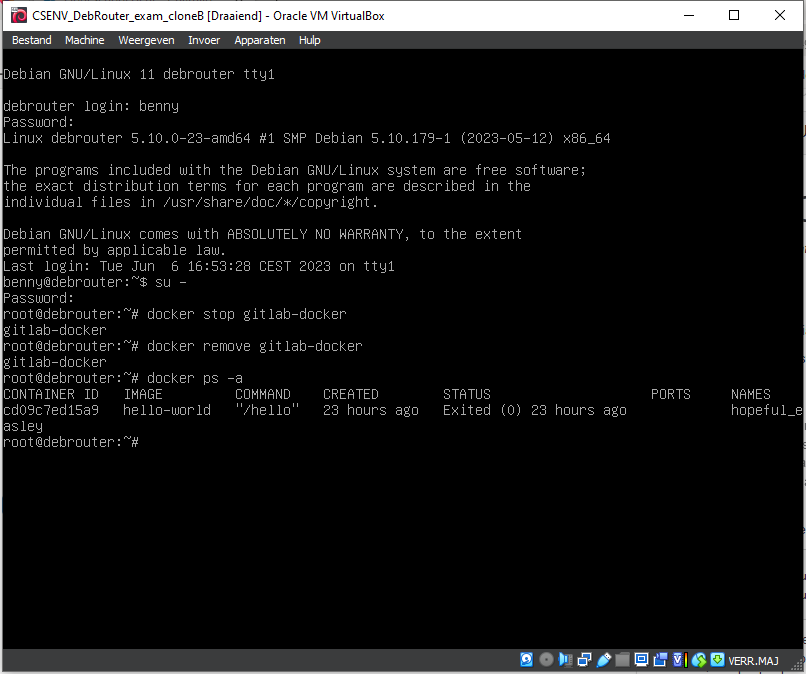 CSENV_DebRouter_exam_cloneB [Draaiend] - Oracle VM VirtualBox
Bestand Machine Weergeven Invoer Apparaten Hulp
Debian GNU/Linux 11 debrouter tty1
debrouter login: benny
Password:
Linux debrouter 5.10.0-23-amd64 #1 SMP Debian 5.10.179-1 (2023-05-12) x86_64
The programs included with the Debian GNU/Linux system are free software;
the exact distribution terms for each program are described in the
individual files in /usr/share/doc/*/copyright.
Debian GNU/Linux comes with ABSOLUTELY NO WARRANTY, to the extent
permitted by applicable law.
Last login: Tue Jun  6 16:53:28 CEST 2023 on tty1
benny@debrouter:~$ su -
Password:
root@debrouter:~# docker stop gitlab-docker
gitlab-docker
root@debrouter:~# docker remove gitlab-docker
gitlab-docker
root@debrouter:~# docker ps -a
CONTAINER ID   IMAGE         COMMAND    CREATED        STATUS                    PORTS     NAMES
cd09c7ed15a9   hello-world   "/hello"   23 hours ago   Exited (0) 23 hours ago             hopeful_e
asley
root@debrouter:~#
VERR.MAJ